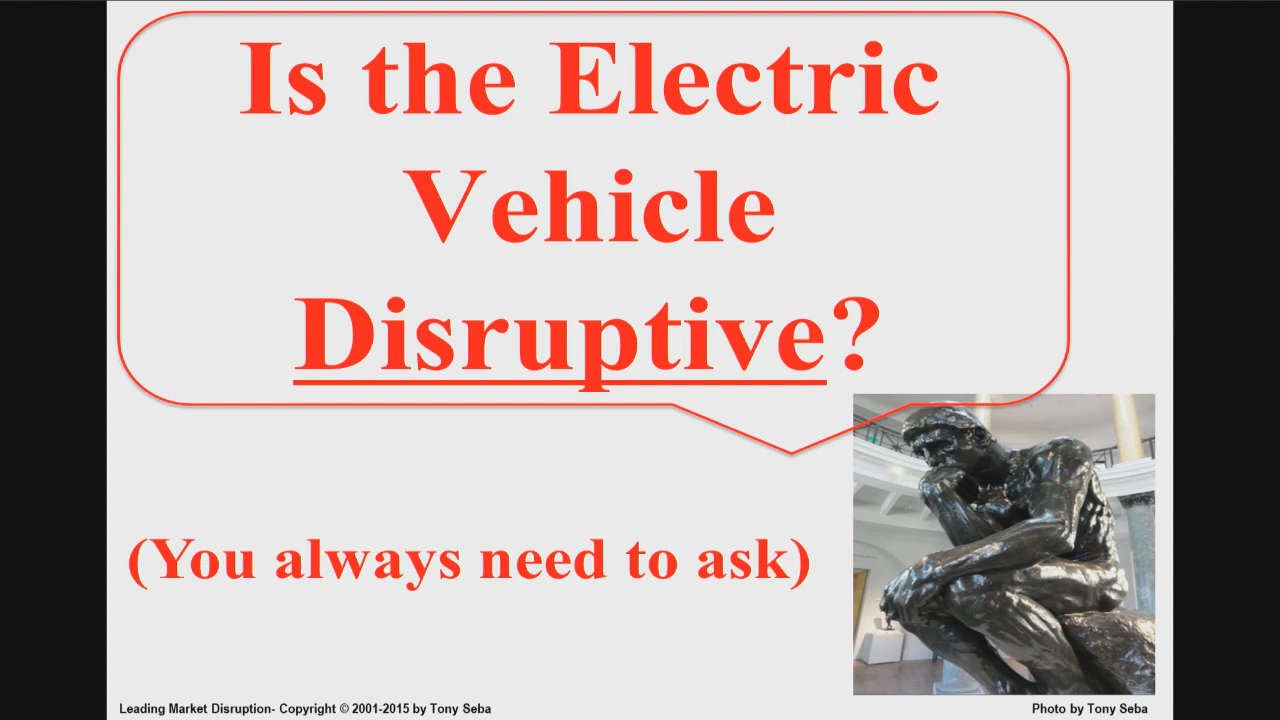 Is the Electric
Vehicle
Disruptive?
(You always need to ask)
Leading Market Disruption- Copyright © 2001-2015 by Tony Seba
Photo by Tony Seba